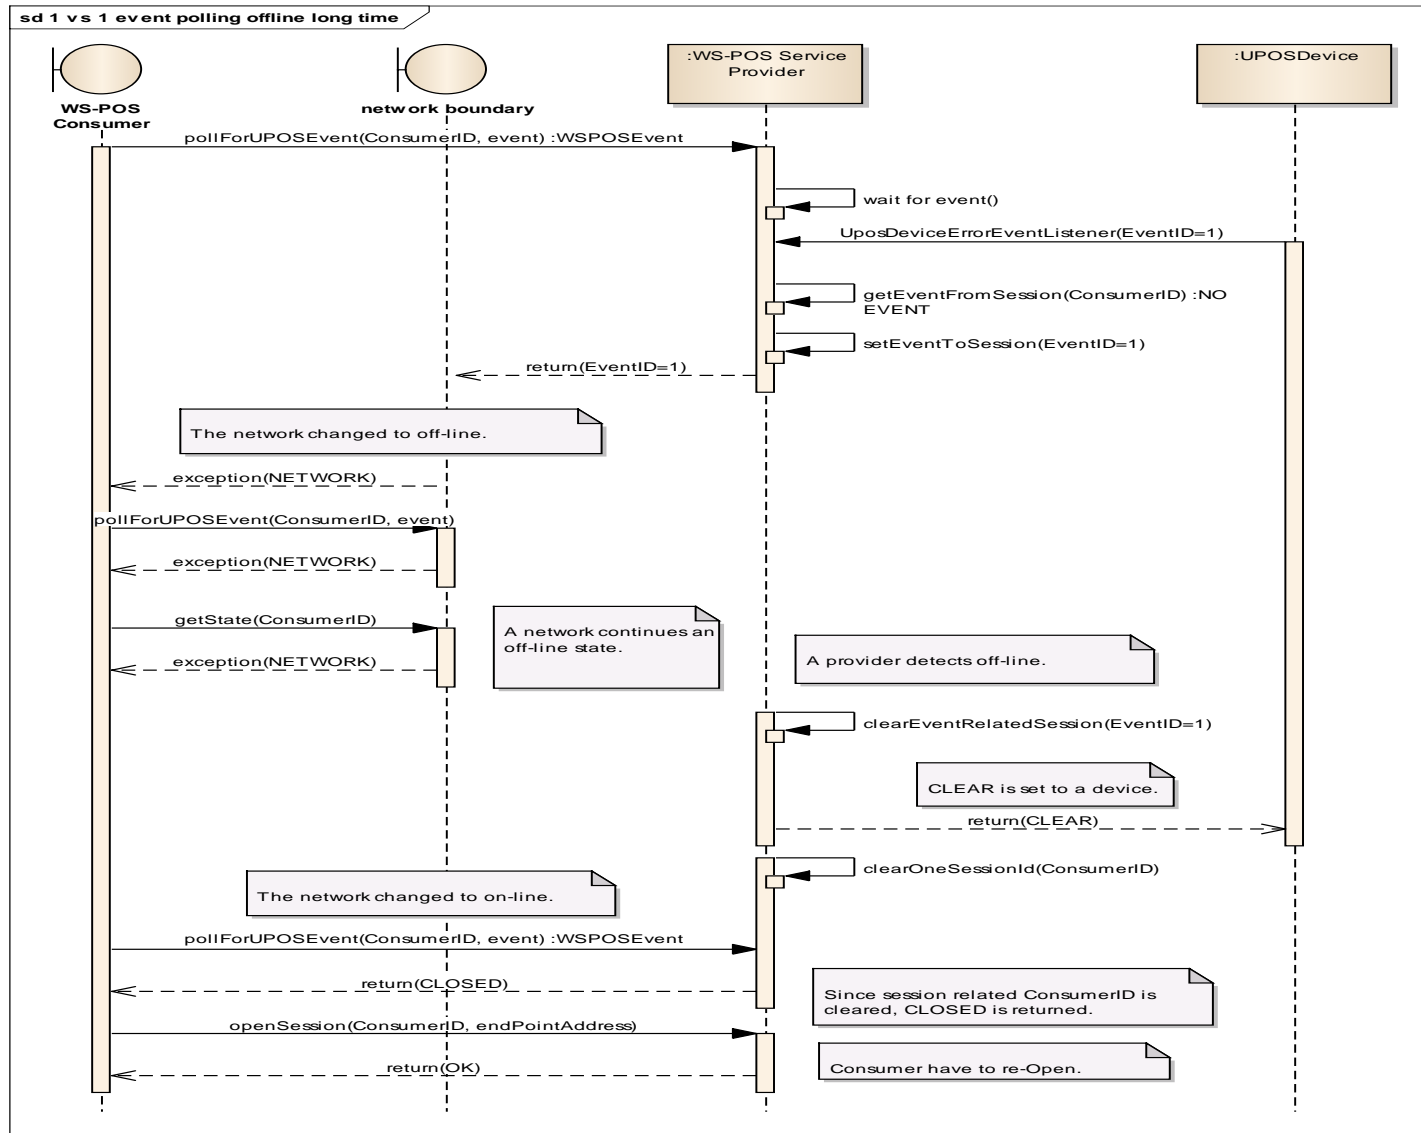 sd 1 vs 1 event polling offline long time
WS-POS
Consumer
network boundary
:WS-POS Service
Provider
:UPOSDevice
pollForUPOSEvent(ConsumerID, event) :WSPOSEvent
wait for event()
UposDeviceErrorEventListener(EventID=1)
getEventFromSession(ConsumerID) :NO
EVENT
setEventToSession(EventID=1)
return(EventID=1)
The network changed to off-line.
exception(NETWORK)
pollForUPOSEvent(ConsumerID, event)
exception(NETWORK)
getState(ConsumerID)
A network continues an
off-line state.
exception(NETWORK)
A provider detects off-line.
clearEventRelatedSession(EventID=1)
CLEAR is set to a device.
return(CLEAR)
clearOneSessionId(ConsumerID)
The network changed to on-line.
pollForUPOSEvent(ConsumerID, event) :WSPOSEvent
return(CLOSED)
Since session related ConsumerID is
cleared, CLOSED is returned.
openSession(ConsumerID, endPointAddress)
return(OK)
Consumer have to re-Open.